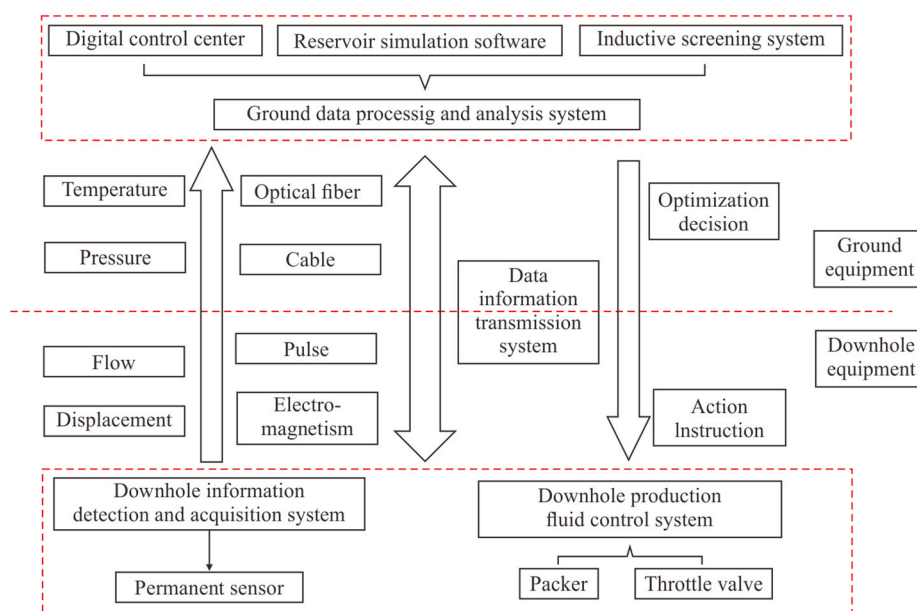 Digital control center
Reservoir simulation software
Inductive screening system
Ground data processig and analysis system
Temperature
Optical fiber
Optimization
decision
Pressure
Cable
Data
information
transmission
system
Ground
equipment
Flow
Pulse
Downhole
equipment
Displacement
Electro-
magnetism
Action
lnstruction
Downhole information
detection and acquisition system
Downhole production
fluid control system
Permanent sensor
Packer
Throttle valve